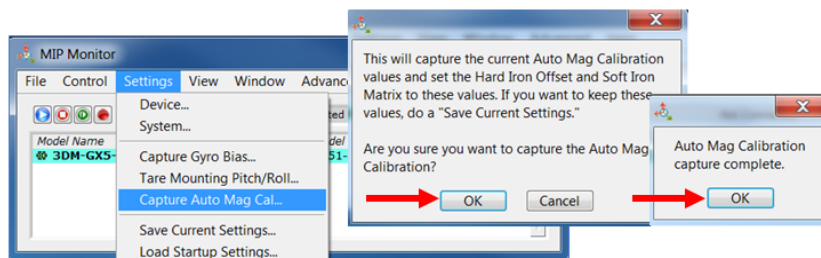 MIP Monitor
File Control Settings View Window Advanc
Device...
System...
Model Name
3DM-GX5-
Capture Gyro Bias...
Tare Mounting Pitch/Roll...
Capture Auto Mag Cal...
Save Current Settings...
Load Startup Settings...
This will capture the current Auto Mag Calibration
values and set the Hard Iron Offset and Soft Iron
Matrix to these values. If you want to keep these
values, do a "Save Current Settings."
Are you sure you want to capture the Auto Mag
Calibration?
OK Cancel
Auto Mag Calibration
capture complete.
OK